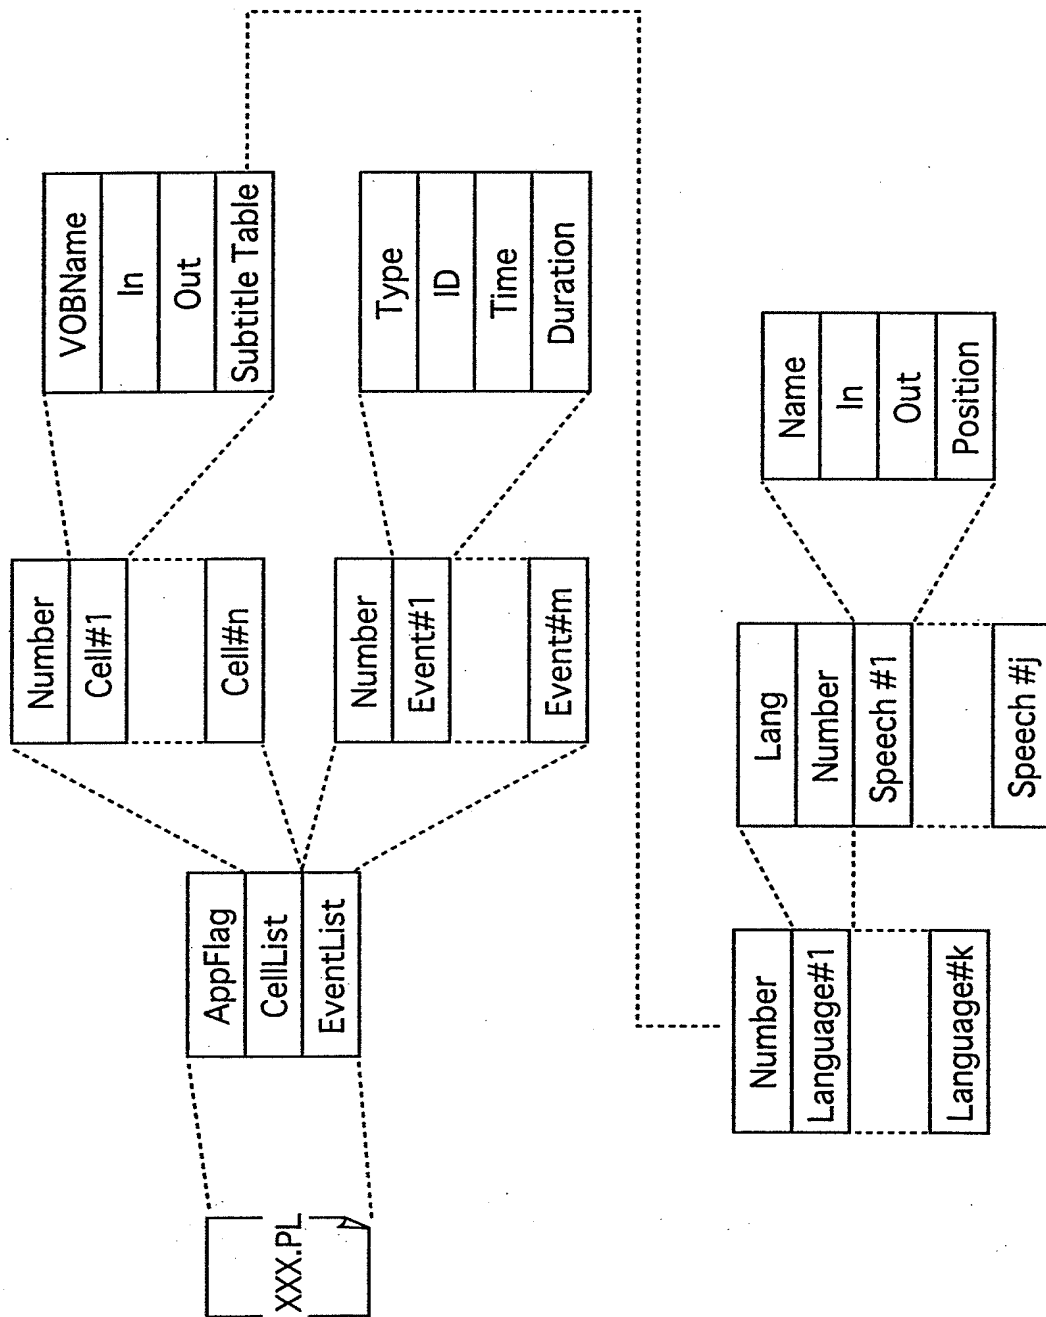 XXX.PL
AppFlag
CellList
EventList
Number
Cell#1
Cell#n
Number
Event#1
Event#m
VOBName
In
Out
Subtitle Table
Type
ID
Time
Duration
Number
Language#1
Language#k
Lang
Number
Speech #1
Speech #j
Name
In
Out
Position